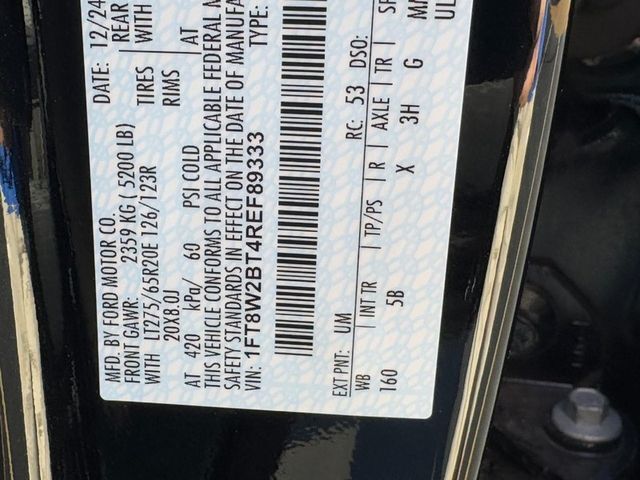 MFD. BY FORD MOTOR CO.
DATE: 12/24
FRONT GAWR: 2359 KG ( 5200 LB)
REAR
WITH LT275/65R20E 126/123R TIRES
WITH
20X8.0J RIMS
AT 420 kPa/ 60 PSI COLD
AT
THIS VEHICLE CONFORMS TO ALL APPLICABLE FEDERAL M
SAFETY STANDARDS IN EFFECT ON THE DATE OF MANUFA
VIN: 1FT8W2BT4REF89333
TYPE:
EXT PNT: UM RC: 53 DSO:
WB INT TR TP/PS R AXLE TR SP
160 5B X 3H G
UL